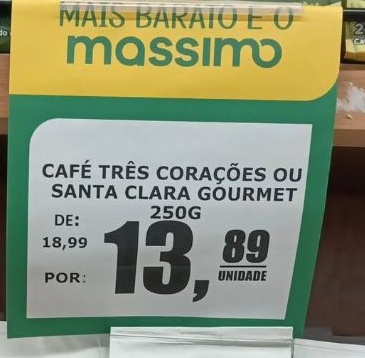 MAIS BARATO É O
massimo
CAFÉ TRÊS CORAÇÕES OU
SANTA CLARA GOURMET
250G
DE:
18,99
POR:
13,89
UNIDADE